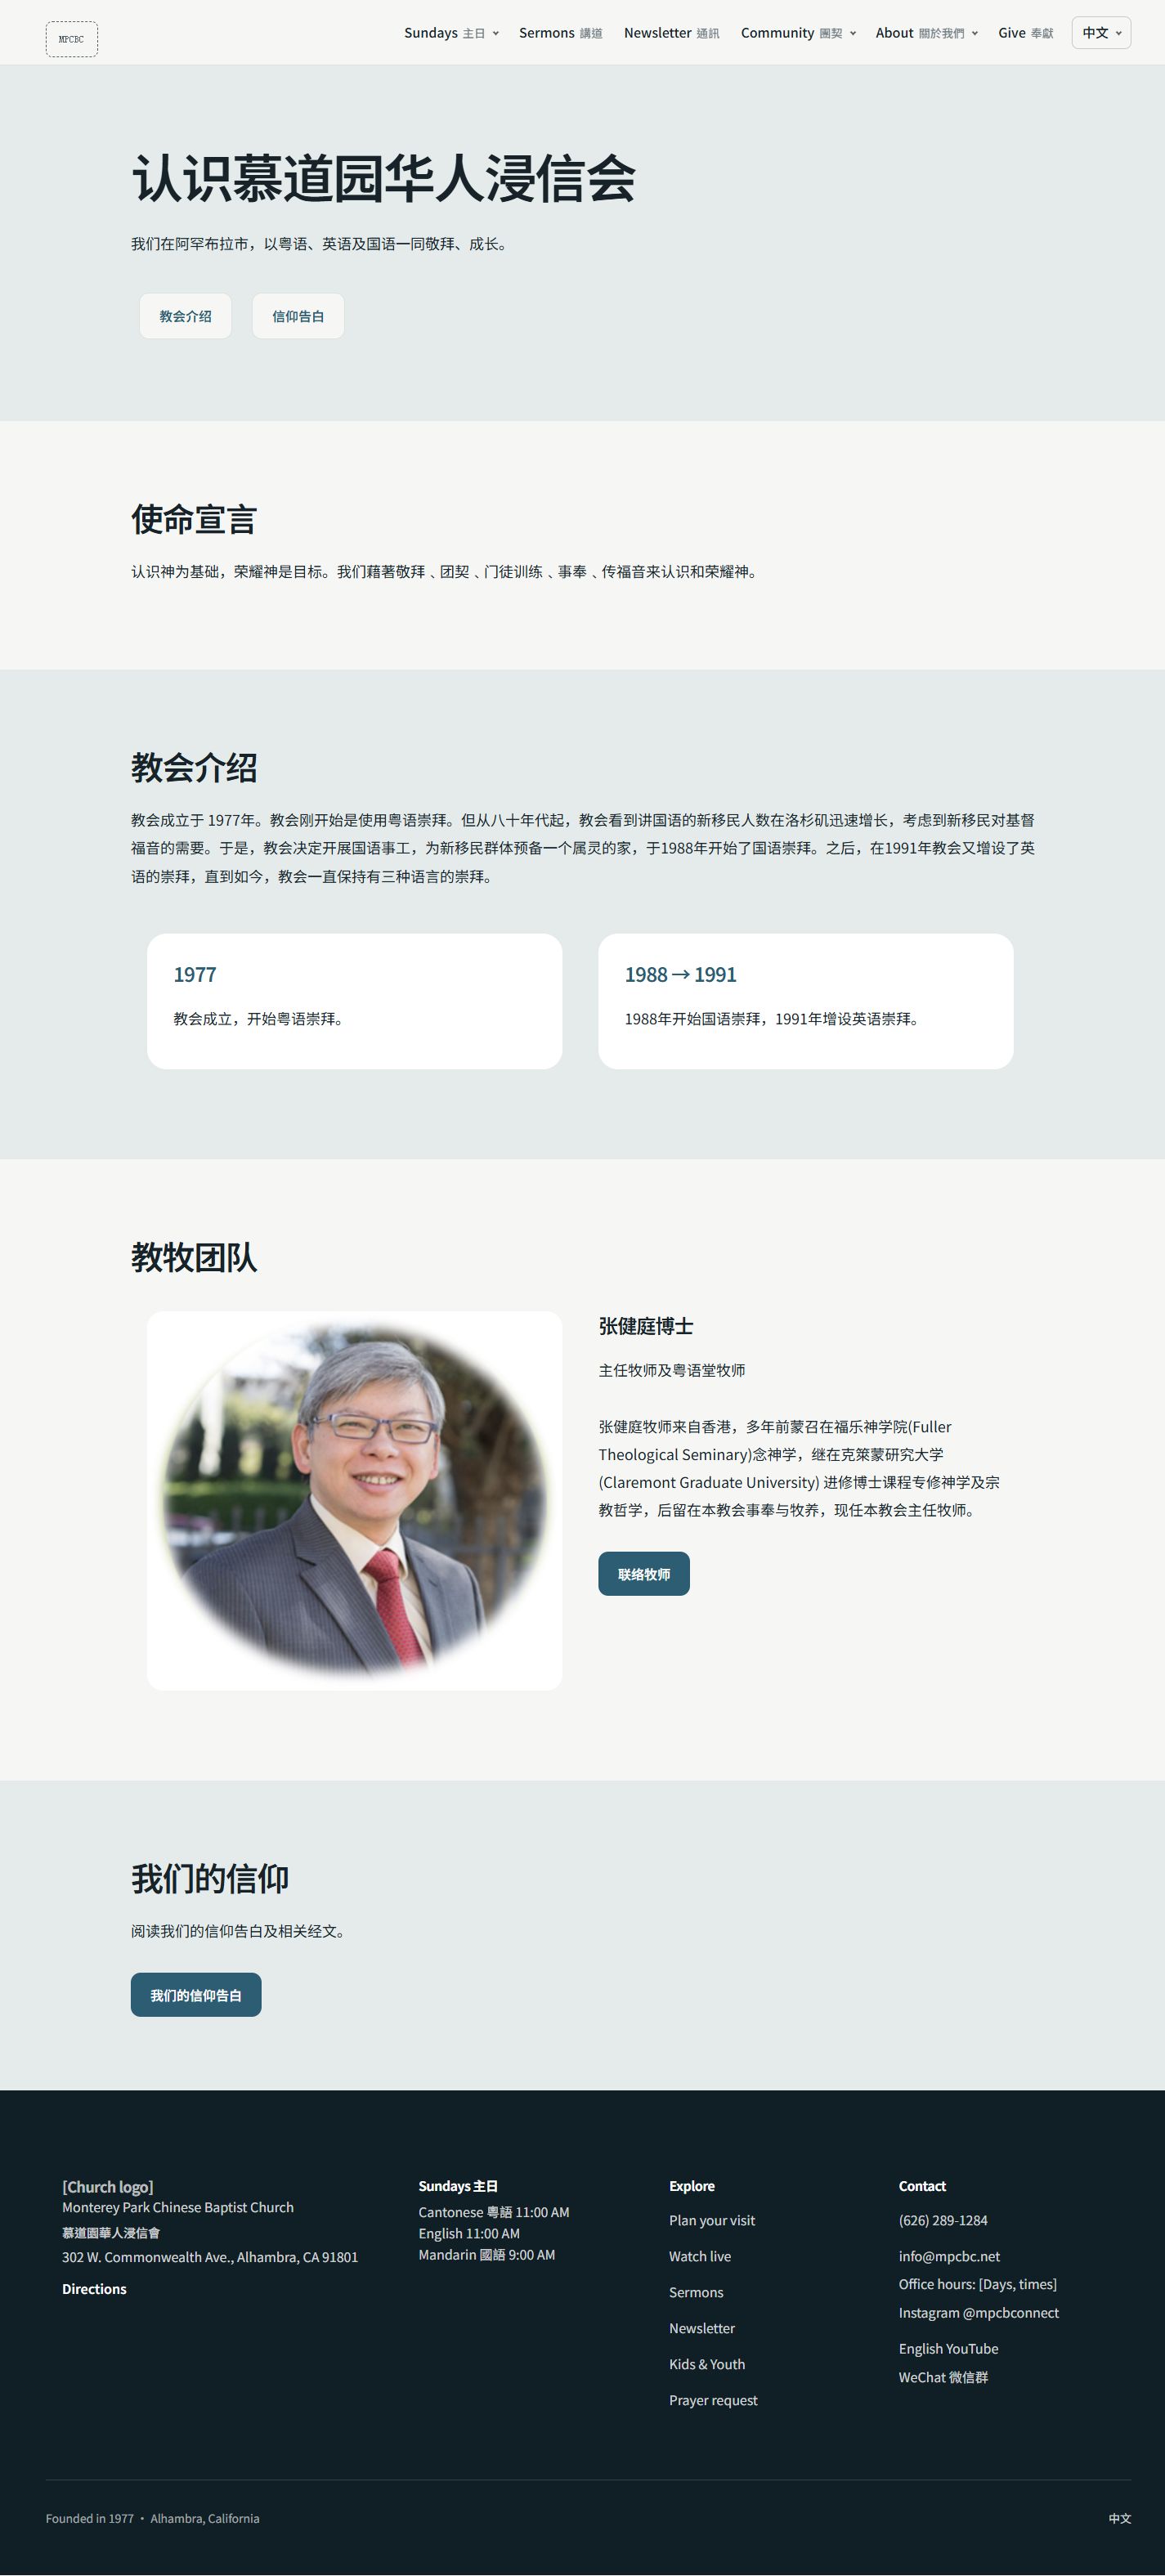 MPCBC
Sundays 主日
Sermons 講道
Newsletter 通訊
Community 團契
About 關於我們
Give 奉獻
中文
认识慕道园华人浸信会
我们在阿罕布拉市，以粤语、英语及国语一同敬拜、成长。
教会介绍
信仰告白
使命宣言
认识神为基础，荣耀神是目标。我们藉著敬拜﹑团契﹑门徒训练﹑事奉﹑传福音来认识和荣耀神。
教会介绍
教会成立于 1977年。教会刚开始是使用粤语崇拜。但从八十年代起，教会看到讲国语的新移民人数在洛杉矶迅速增长，考虑到新移民对基督
福音的需要。于是，教会决定开展国语事工，为新移民群体预备一个属灵的家，于1988年开始了国语崇拜。之后，在1991年教会又增设了英
语的崇拜，直到如今，教会一直保持有三种语言的崇拜。
1977
教会成立，开始粤语崇拜。
1988 → 1991
1988年开始国语崇拜，1991年增设英语崇拜。
教牧团队
张健庭博士
主任牧师及粤语堂牧师
张健庭牧师来自香港，多年前蒙召在福乐神学院(Fuller
Theological Seminary)念神学，继在克莱蒙研究大学
(Claremont Graduate University) 进修博士课程专修神学及宗
教哲学，后留在本教会事奉与牧养，现任本教会主任牧师。
联络牧师
我们的信仰
阅读我们的信仰告白及相关经文。
我们的信仰告白
[Church logo]
Monterey Park Chinese Baptist Church
慕道園華人浸信會
302 W. Commonwealth Ave., Alhambra, CA 91801
Directions
Sundays 主日
Cantonese 粵語 11:00 AM
English 11:00 AM
Mandarin 國語 9:00 AM
Explore
Plan your visit
Watch live
Sermons
Newsletter
Kids & Youth
Prayer request
Contact
(626) 289-1284
info@mpcbc.net
Office hours: [Days, times]
Instagram @mpcbconnect
English YouTube
WeChat 微信群
Founded in 1977 • Alhambra, California
中文